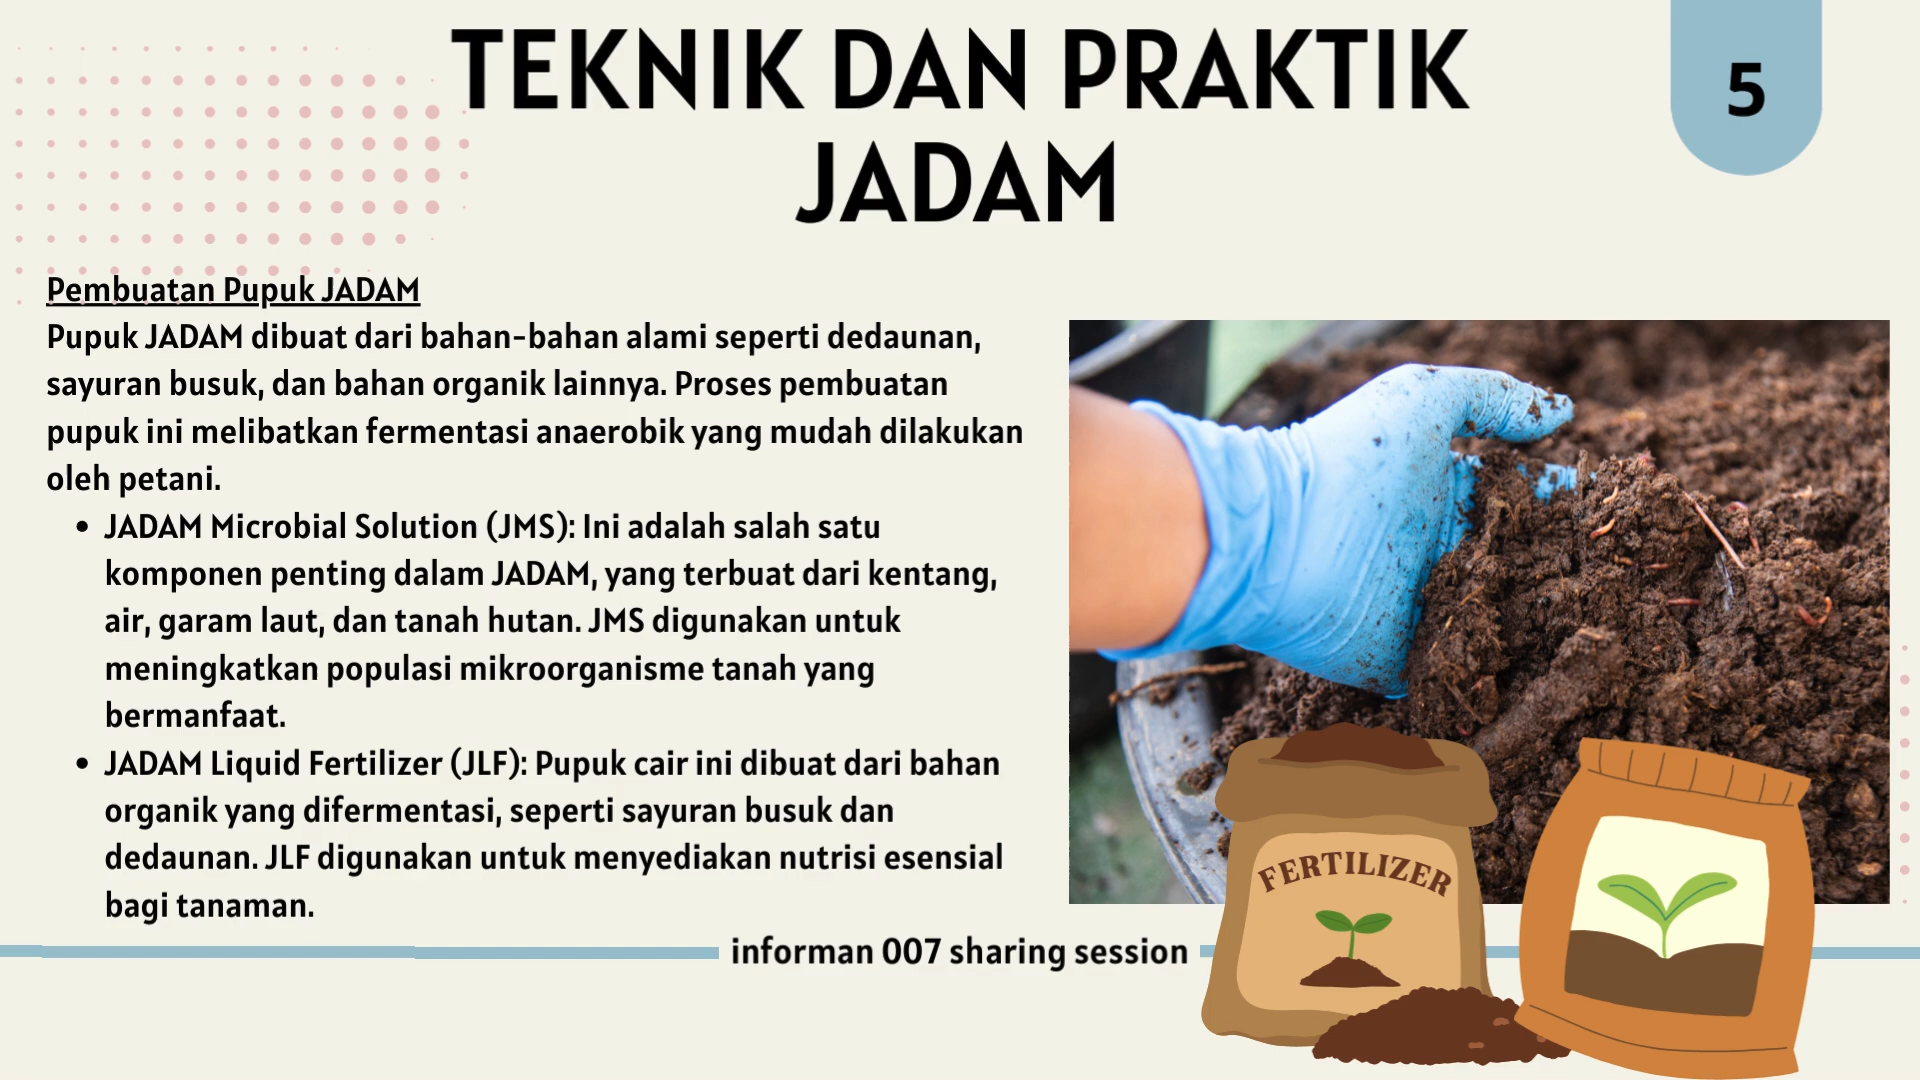 TEKNIK DAN PRAKTIK
JADAM
5
Pembuatan Pupuk JADAM
Pupuk JADAM dibuat dari bahan-bahan alami seperti dedaunan,
sayuran busuk, dan bahan organik lainnya. Proses pembuatan
pupuk ini melibatkan fermentasi anaerobik yang mudah dilakukan
oleh petani.
• JADAM Microbial Solution (JMS): Ini adalah salah satu
komponen penting dalam JADAM, yang terbuat dari kentang,
air, garam laut, dan tanah hutan. JMS digunakan untuk
meningkatkan populasi mikroorganisme tanah yang
bermanfaat.
• JADAM Liquid Fertilizer (JLF): Pupuk cair ini dibuat dari bahan
organik yang difermentasi, seperti sayuran busuk dan
dedaunan. JLF digunakan untuk menyediakan nutrisi esensial
bagi tanaman.
FERTILIZER
informan 007 sharing session